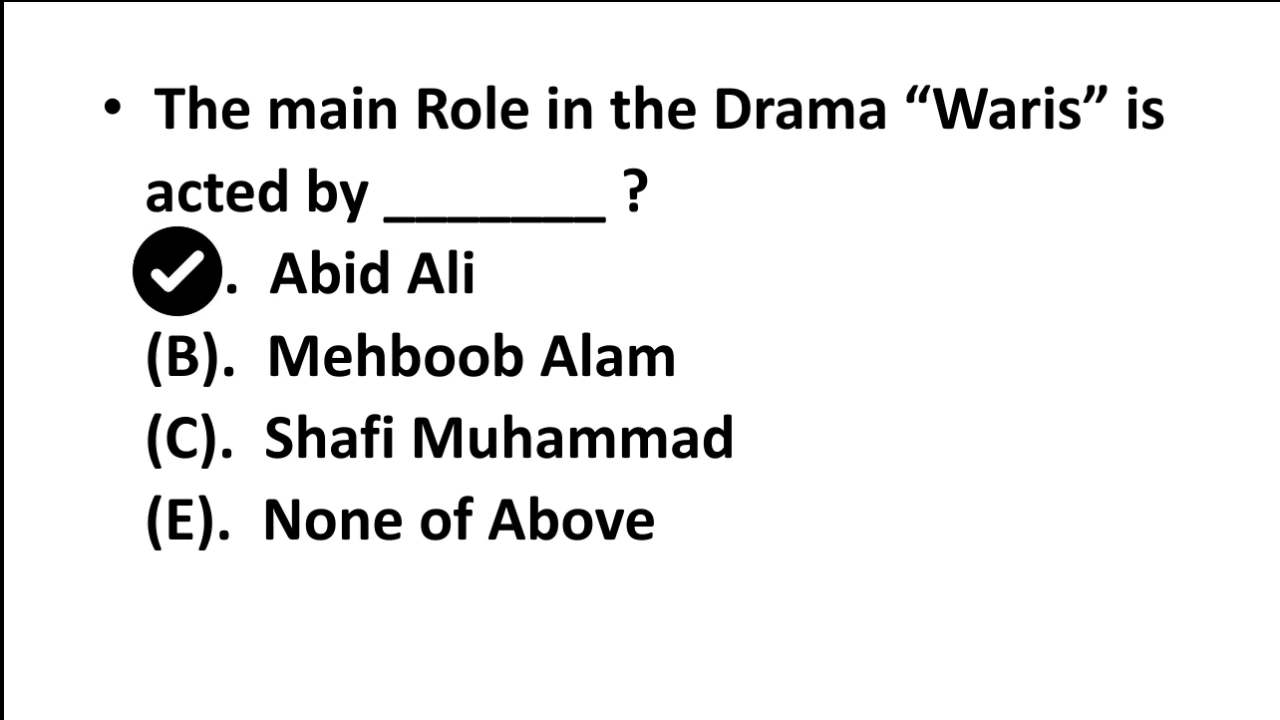 • The main Role in the Drama “Waris” is
acted by _______ ?
. Abid Ali
(B). Mehboob Alam
(C). Shafi Muhammad
(E). None of Above